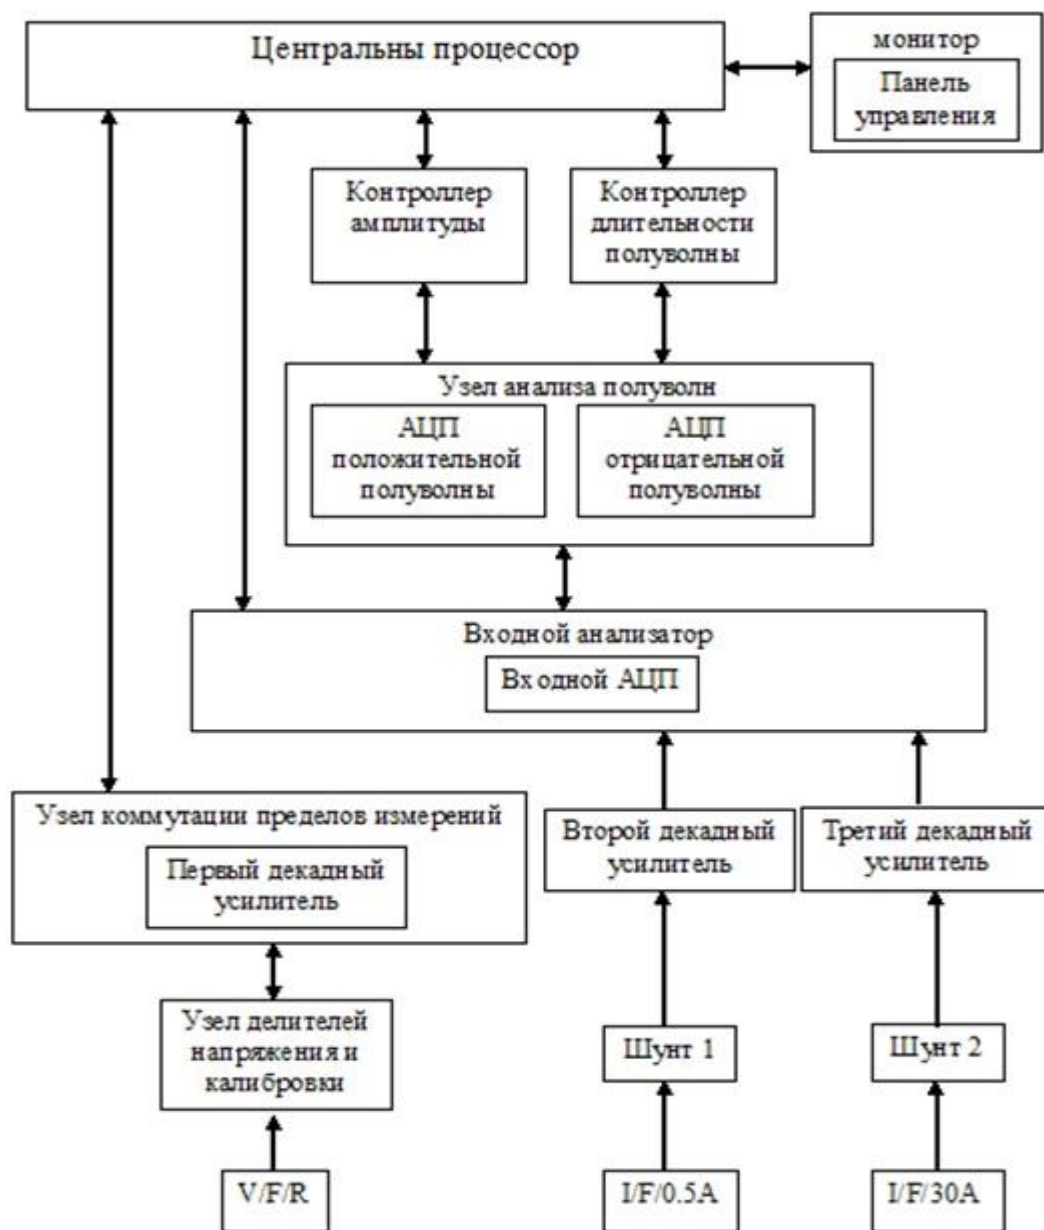 Центральны процессор
монитор
Панель
управления
Контроллер
амплитуды
Контроллер
длительности
полуволны
Узел анализа полуволн
АЦП
положительной
полуволны
АЦП
отрицательной
полуволны
Входной анализатор
Входной АЦП
Узел коммутации пределов измерений
Первый декадный
усилитель
Второй декадный
усилитель
Третий декадный
усилитель
Узел делителей
напряжения и
калибровки
Шунт 1
Шунт 2
V/F/R
I/F/0.5A
I/F/30A